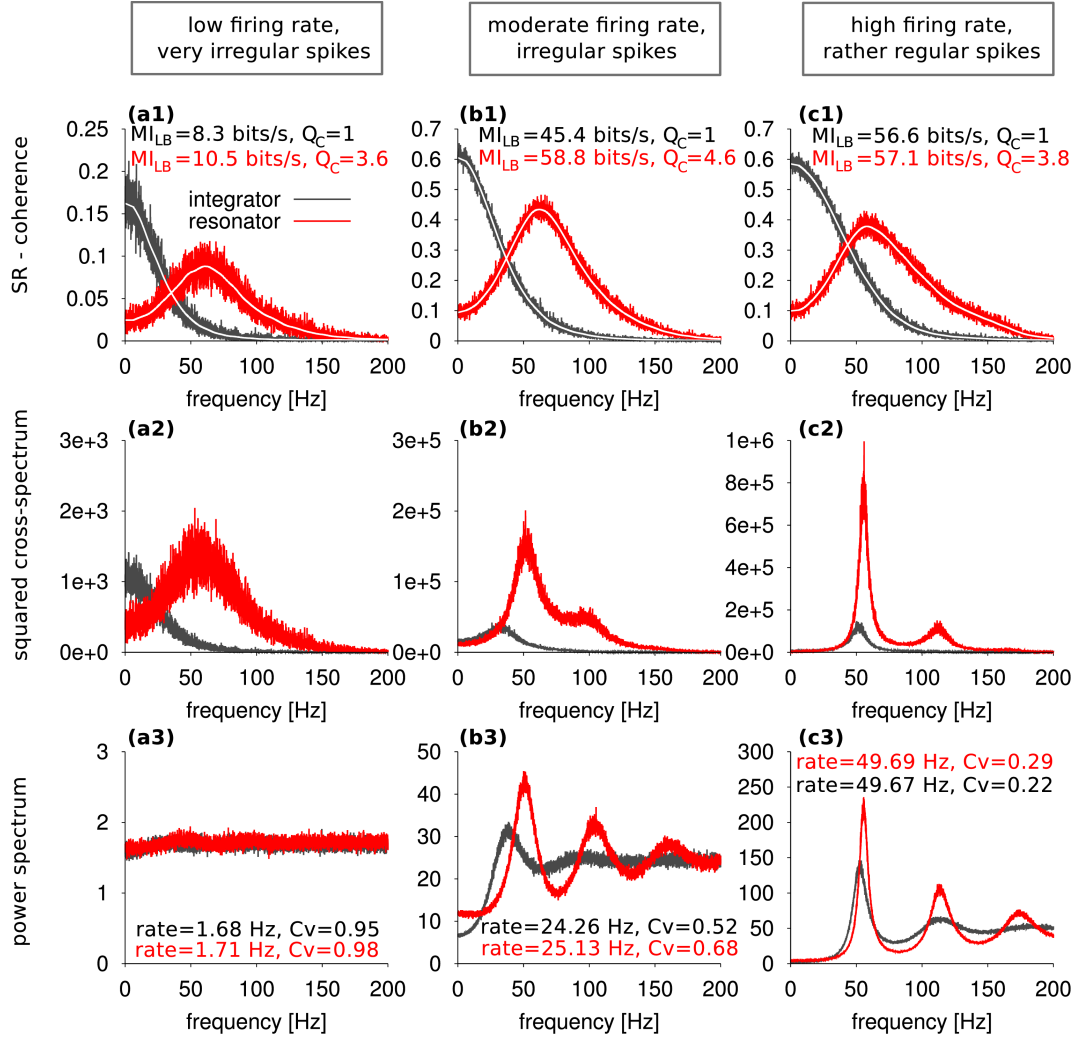 low firing rate,
very irregular spikes
moderate firing rate,
irregular spikes
high firing rate,
rather regular spikes
SR - coherence
(a1)
MI_LB=8.3 bits/s, Q_C=1
MI_LB=10.5 bits/s, Q_C=3.6
integrator
resonator
0.25
0.2
0.15
0.1
0.05
0
0 50 100 150 200
frequency [Hz]
(b1)
MI_LB=45.4 bits/s, Q_C=1
MI_LB=58.8 bits/s, Q_C=4.6
0.7
0.6
0.5
0.4
0.3
0.2
0.1
0
0 50 100 150 200
frequency [Hz]
(c1)
MI_LB=56.6 bits/s, Q_C=1
MI_LB=57.1 bits/s, Q_C=3.8
0.7
0.6
0.5
0.4
0.3
0.2
0.1
0
0 50 100 150 200
frequency [Hz]
squared cross-spectrum
(a2)
3e+3
2e+3
1e+3
0e+0
0 50 100 150 200
frequency [Hz]
(b2)
3e+5
2e+5
1e+5
0e+0
0 50 100 150 200
frequency [Hz]
(c2)
1e+6
8e+5
6e+5
4e+5
2e+5
0e+0
0 50 100 150 200
frequency [Hz]
power spectrum
(a3)
3
2
1
0
rate=1.68 Hz, Cv=0.95
rate=1.71 Hz, Cv=0.98
0 50 100 150 200
frequency [Hz]
(b3)
50
40
30
20
10
0
rate=24.26 Hz, Cv=0.52
rate=25.13 Hz, Cv=0.68
0 50 100 150 200
frequency [Hz]
(c3)
rate=49.69 Hz, Cv=0.29
rate=49.67 Hz, Cv=0.22
300
250
200
150
100
50
0
0 50 100 150 200
frequency [Hz]